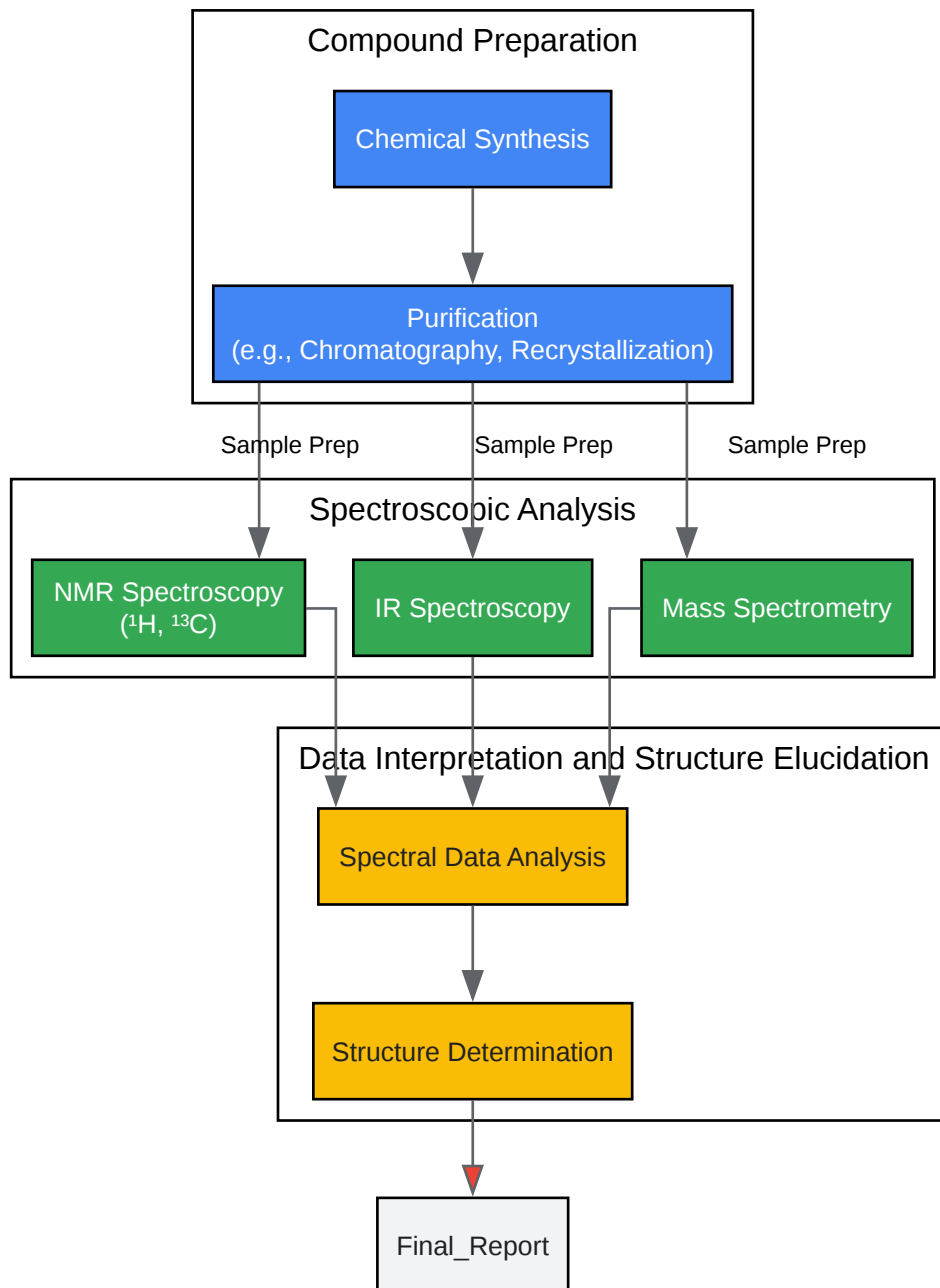 Compound Preparation
Chemical Synthesis
Purification
(e.g., Chromatography, Recrystallization)
Sample Prep
Sample Prep
Sample Prep
Spectroscopic Analysis
NMR Spectroscopy
(¹H, ¹³C)
IR Spectroscopy
Mass Spectrometry
Data Interpretation and Structure Elucidation
Spectral Data Analysis
Structure Determination
Final_Report